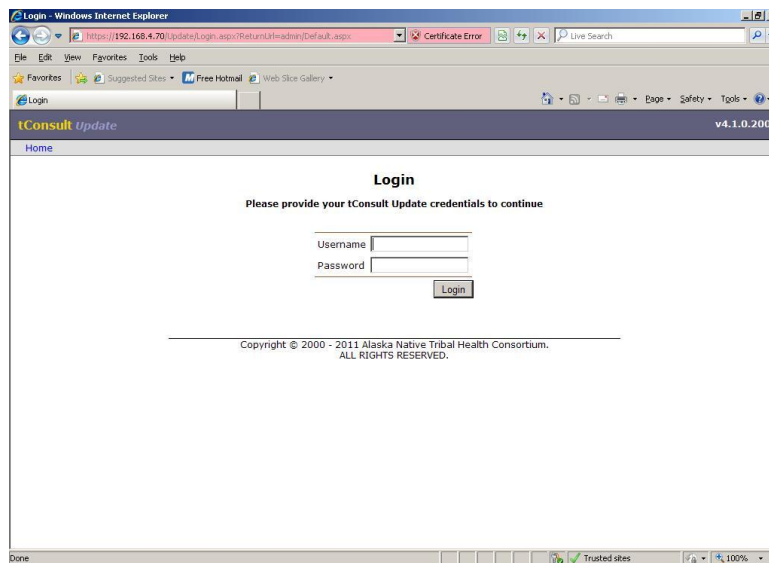 Login - Windows Internet Explorer
https://192.168.4.70/Update/Login.aspx?ReturnUrl=admin/Default.aspx Certificate Error Live Search
File Edit View Favorites Tools Help
Favorites Suggested Sites Free Hotmail Web Slice Gallery
Login Page Safety Tools
tConsult Update v4.1.0.200
Home
Login
Please provide your tConsult Update credentials to continue
Username
Password
Login
Copyright © 2000 - 2011 Alaska Native Tribal Health Consortium.
ALL RIGHTS RESERVED.
Done Trusted sites 100%